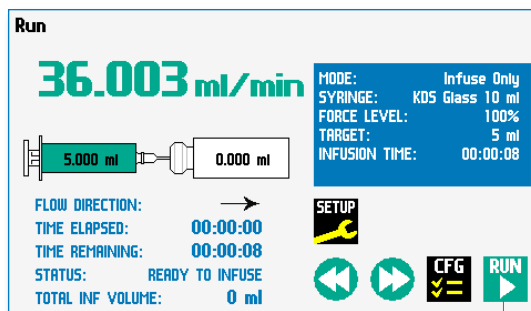 Run
36.003 ml/min
MODE: Infuse Only
SYRINGE: KDS Glass 10 ml
FORCE LEVEL: 100%
TARGET: 5 ml
INFUSION TIME: 00:00:08
5.000 ml
0.000 ml
FLOW DIRECTION:
TIME ELAPSED: 00:00:00
TIME REMAINING: 00:00:08
STATUS: READY TO INFUSE
TOTAL INF VOLUME: 0 ml
SETUP
CFG
RUN